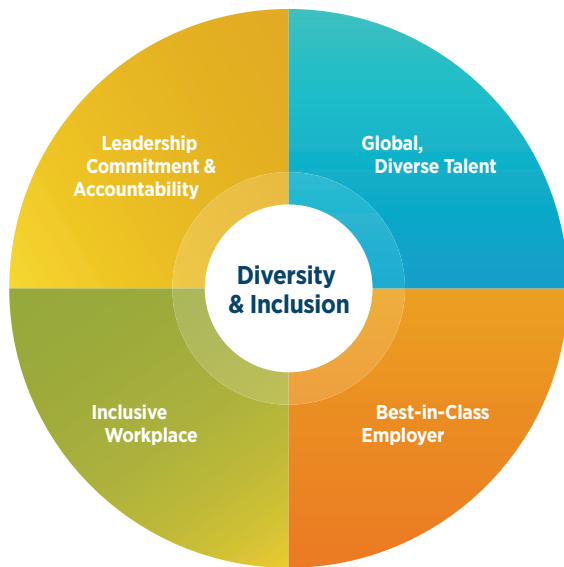 Leadership
Commitment &
Accountability
Global,
Diverse Talent
Diversity
& Inclusion
Inclusive
Workplace
Best-in-Class
Employer